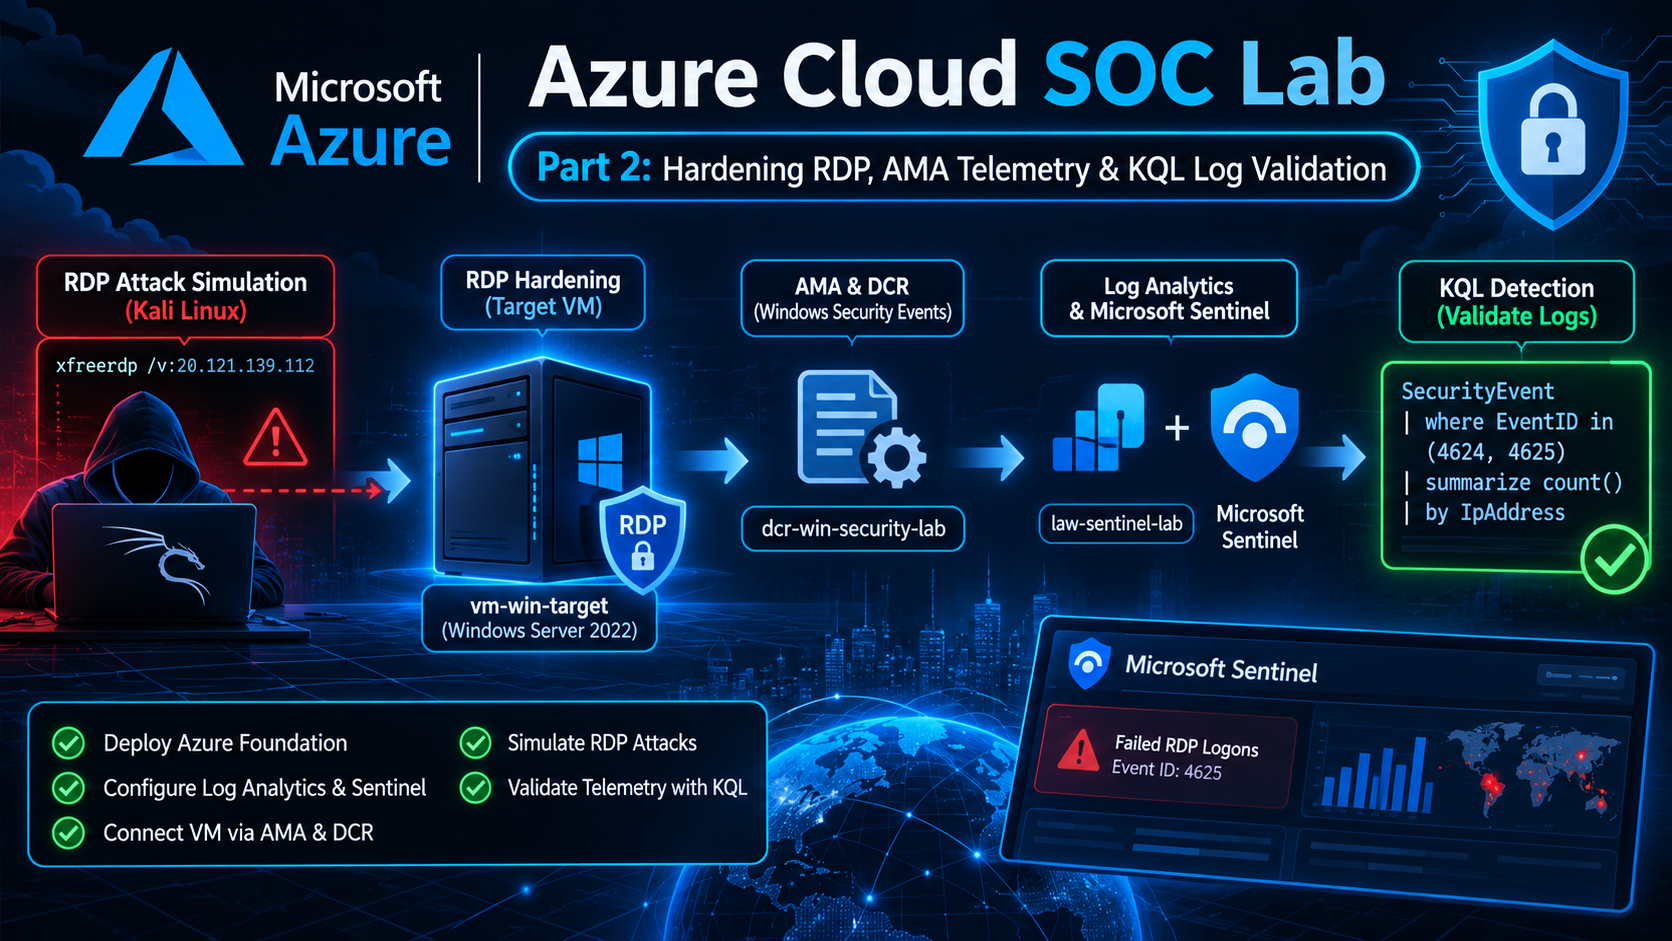 Microsoft
Azure
Azure Cloud SOC Lab
Part 2: Hardening RDP, AMA Telemetry & KQL Log Validation
RDP Attack Simulation
(Kali Linux)
xfreerdp /v:20.121.139.112
RDP Hardening
(Target VM)
RDP
vm-win-target
(Windows Server 2022)
AMA & DCR
(Windows Security Events)
dcr-win-security-lab
Log Analytics
& Microsoft Sentinel
+
law-sentinel-lab
Microsoft
Sentinel
KQL Detection
(Validate Logs)
SecurityEvent
| where EventID in
(4624, 4625)
| summarize count()
| by IpAddress
Deploy Azure Foundation
Configure Log Analytics & Sentinel
Connect VM via AMA & DCR
Simulate RDP Attacks
Validate Telemetry with KQL
Microsoft Sentinel
Failed RDP Logons
Event ID: 4625